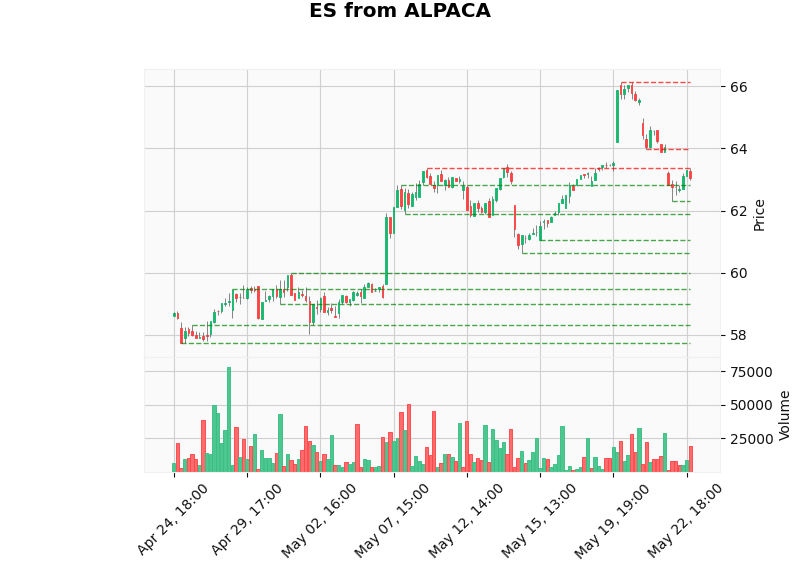 ES from ALPACA
66
64
62
60
58
Price
75000
50000
25000
Volume
Apr 24, 18:00
Apr 29, 17:00
May 02, 16:00
May 07, 15:00
May 12, 14:00
May 15, 13:00
May 19, 19:00
May 22, 18:00